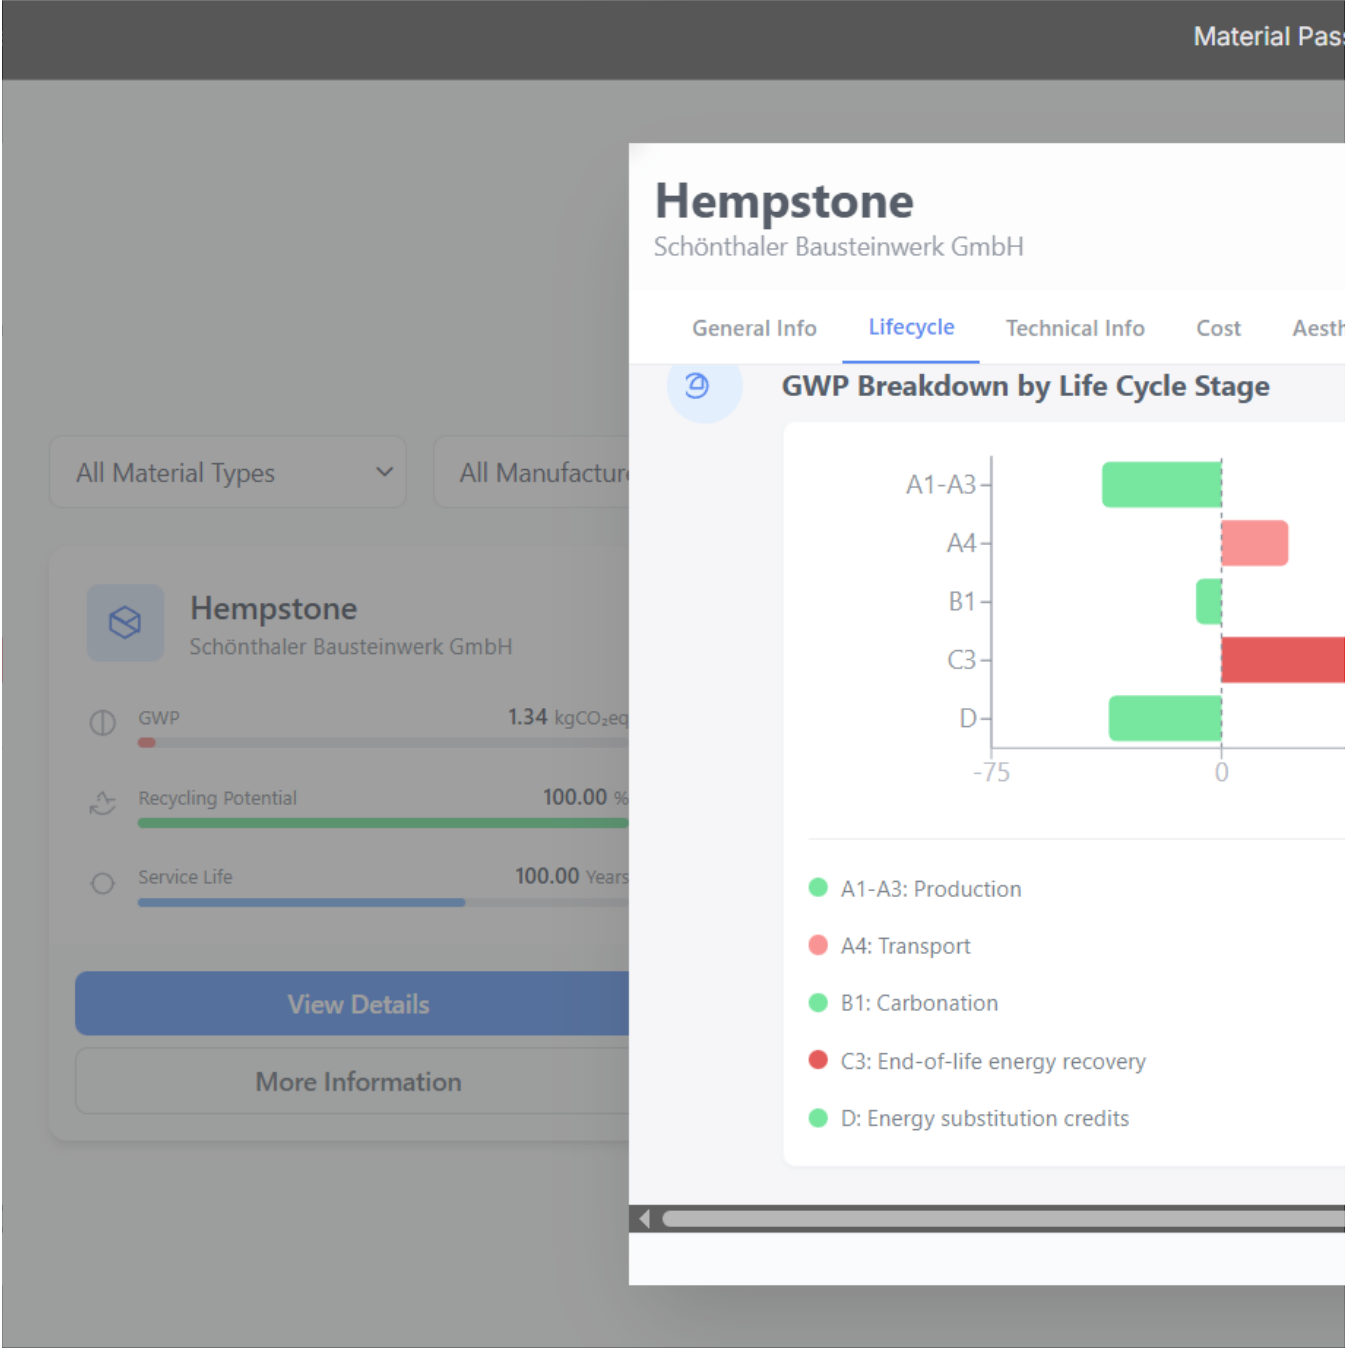 Material Pass
Hempstone
Schönthaler Bausteinwerk GmbH
General Info Lifecycle Technical Info Cost Aesth
GWP Breakdown by Life Cycle Stage
A1-A3
A4
B1
C3
D
-75 0
A1-A3: Production
A4: Transport
B1: Carbonation
C3: End-of-life energy recovery
D: Energy substitution credits
All Material Types All Manufacture
Hempstone
Schönthaler Bausteinwerk GmbH
GWP 1.34 kgCO₂eq
Recycling Potential 100.00 %
Service Life 100.00 Years
View Details
More Information